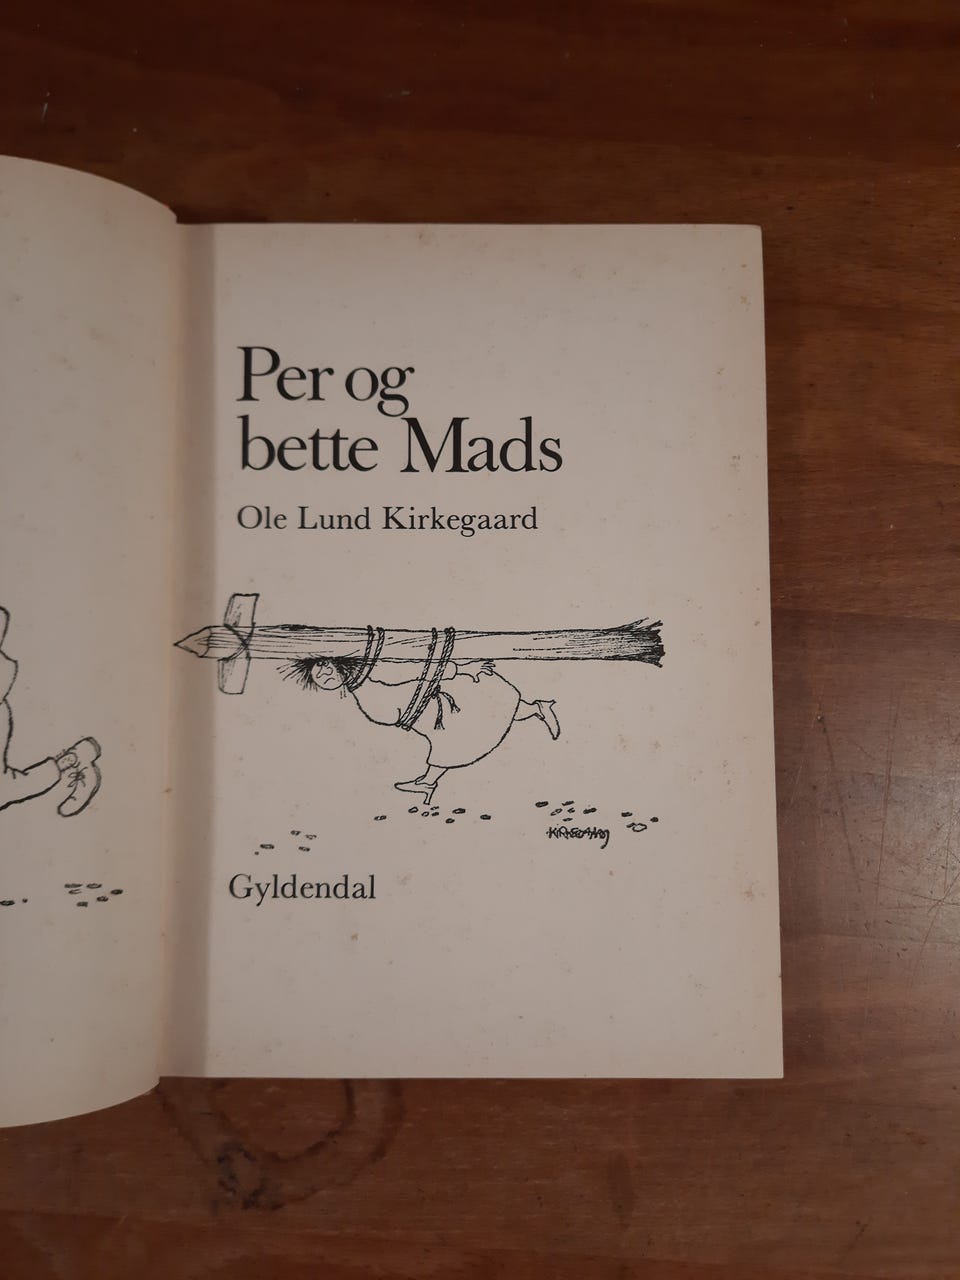 Per og
bette Mads
Ole Lund Kirkegaard
Gyldendal